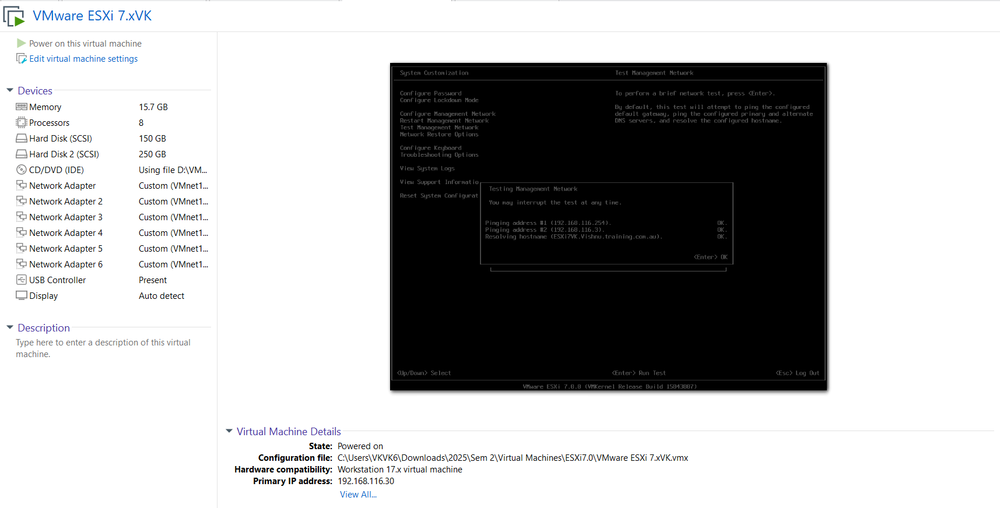 VMware ESXi 7.xVK
Power on this virtual machine
Edit virtual machine settings
Devices
Memory 15.7 GB
Processors 8
Hard Disk (SCSI) 150 GB
Hard Disk 2 (SCSI) 250 GB
CD/DVD (IDE) Using file D:\VM...
Network Adapter Custom (VMnet1...
Network Adapter 2 Custom (VMnet1...
Network Adapter 3 Custom (VMnet1...
Network Adapter 4 Custom (VMnet1...
Network Adapter 5 Custom (VMnet1...
Network Adapter 6 Custom (VMnet1...
USB Controller Present
Display Auto detect
Description
Type here to enter a description of this virtual
machine.
System Customization
Test Management Network
Configure Password
Configure Lockdown Mode
Configure Management Network
Restart Management Network
Test Management Network
Network Restore Options
Configure Keyboard
Troubleshooting Options
View System Logs
View Support Informatio
Reset System Configurat
To perform a brief network test, press <Enter>.
By default, this test will attempt to ping the configured
default gateway, ping the configured primary and alternate
DNS servers, and resolve the configured hostname.
Testing Management Network
You may interrupt the test at any time.
Pinging address #1 (192.168.116.254). OK.
Pinging address #2 (192.168.116.3). OK.
Resolving hostname (ESXi7VK.Vishnu.training.com.au). OK.
<Enter> OK
<Up/Down> Select
<Enter> Run Test
<Esc> Log Out
VMware ESXi 7.0.0 (VMKernel Release Build 15843807)
Virtual Machine Details
State: Powered on
Configuration file: C:\Users\VKVK6\Downloads\2025\Sem 2\Virtual Machines\ESXi7.0\VMware ESXi 7.xVK.vmx
Hardware compatibility: Workstation 17.x virtual machine
Primary IP address: 192.168.116.30
View All...